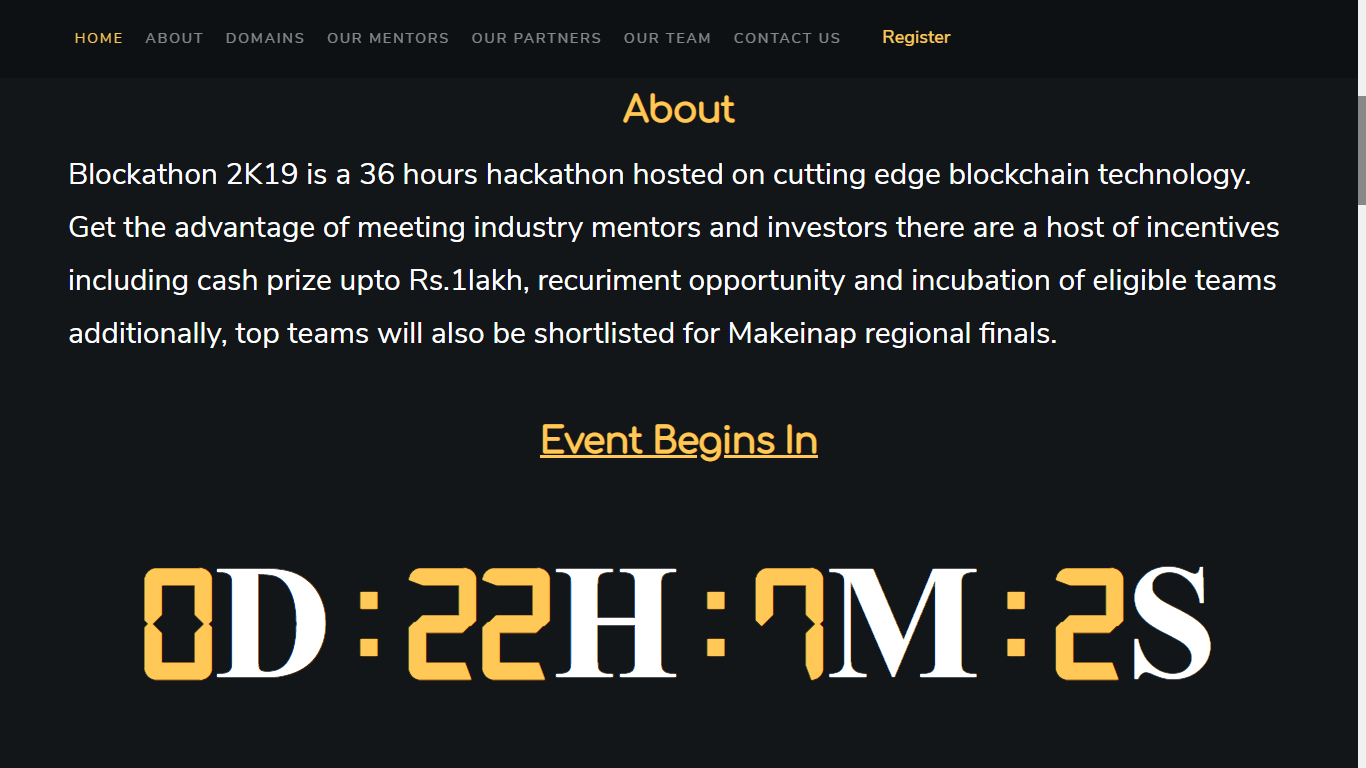 HOME ABOUT DOMAINS OUR MENTORS OUR PARTNERS OUR TEAM CONTACT US Register
About
Blockathon 2K19 is a 36 hours hackathon hosted on cutting edge blockchain technology.
Get the advantage of meeting industry mentors and investors there are a host of incentives
including cash prize upto Rs.1lakh, recuriment opportunity and incubation of eligible teams
additionally, top teams will also be shortlisted for Makeinap regional finals.
Event Begins In
0D : 22H : 7M : 2S